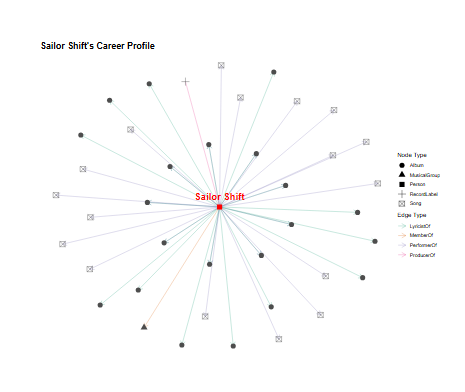 Sailor Shift's Career Profile
Sailor Shift
Node Type
Album
MusicalGroup
Person
RecordLabel
Song
Edge Type
LyricistOf
MemberOf
PerformerOf
ProducerOf